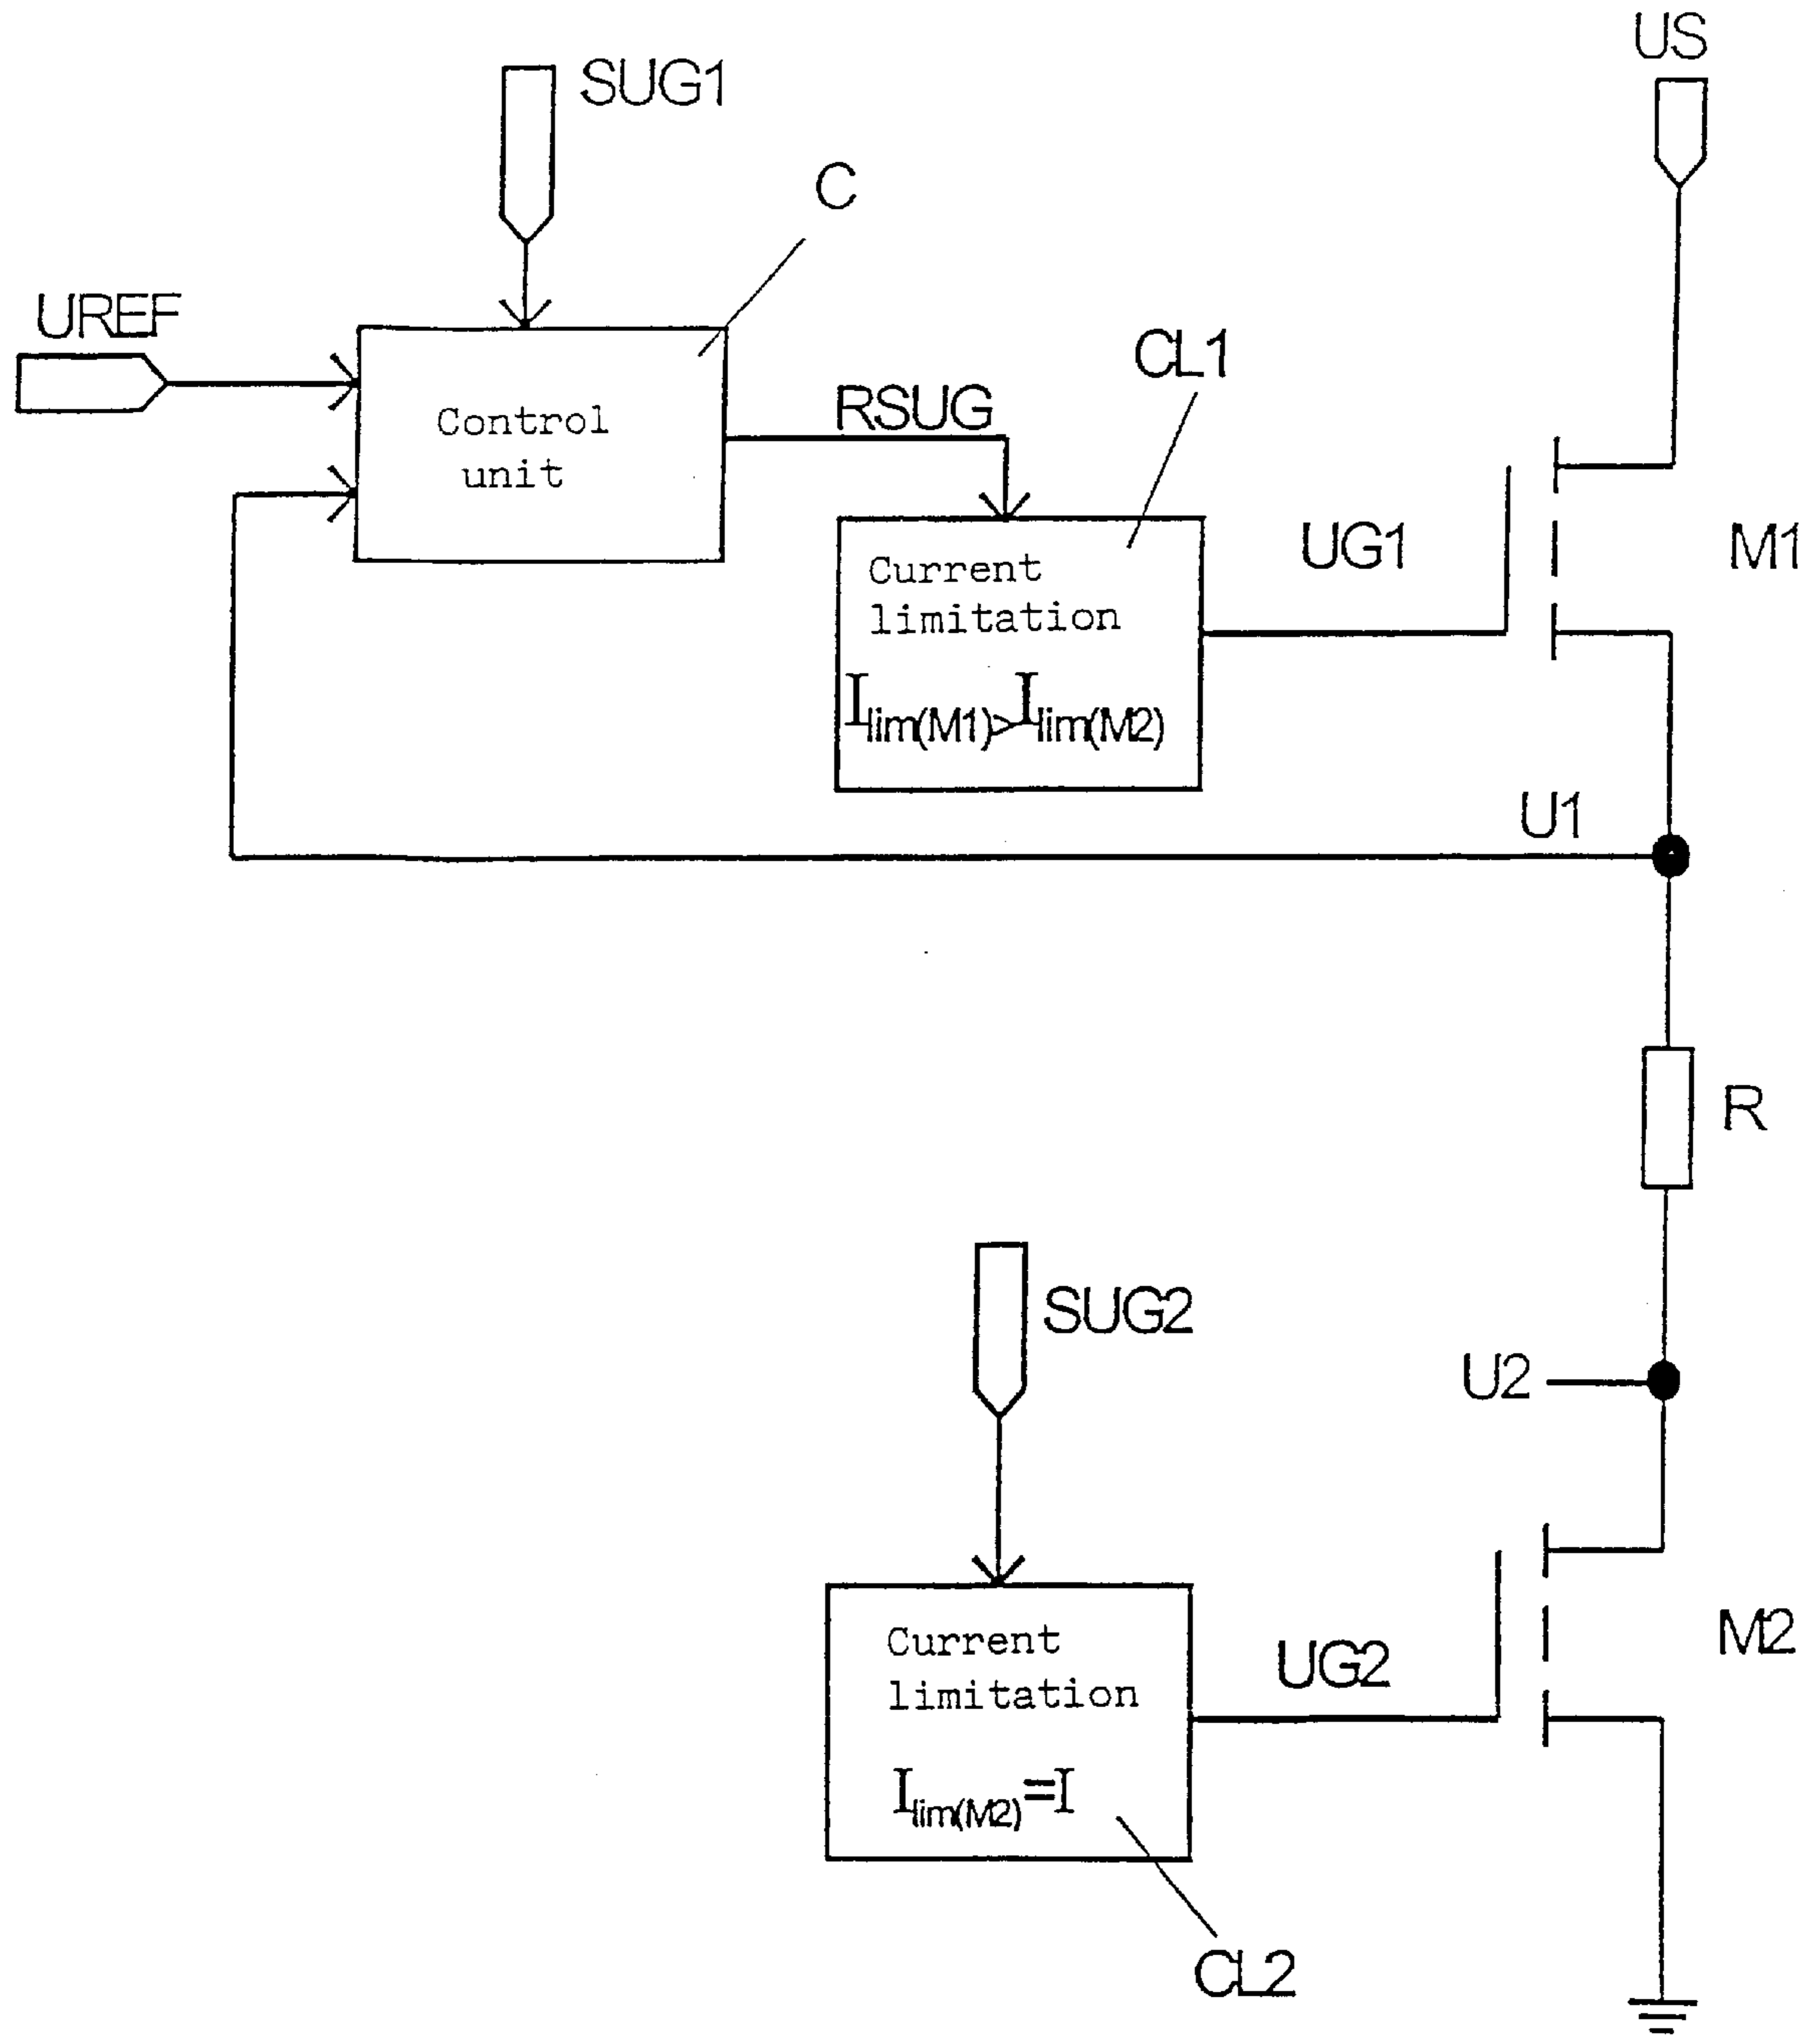 US
SUG1
C
UREF
CL1
Control
unit
RSUG
UG1
M1
Current
limitation
Ilim(M1)>Ilim(M2)
U1
R
SUG2
U2
Current
limitation
UG2
M2
Ilim(M2)=I
CL2